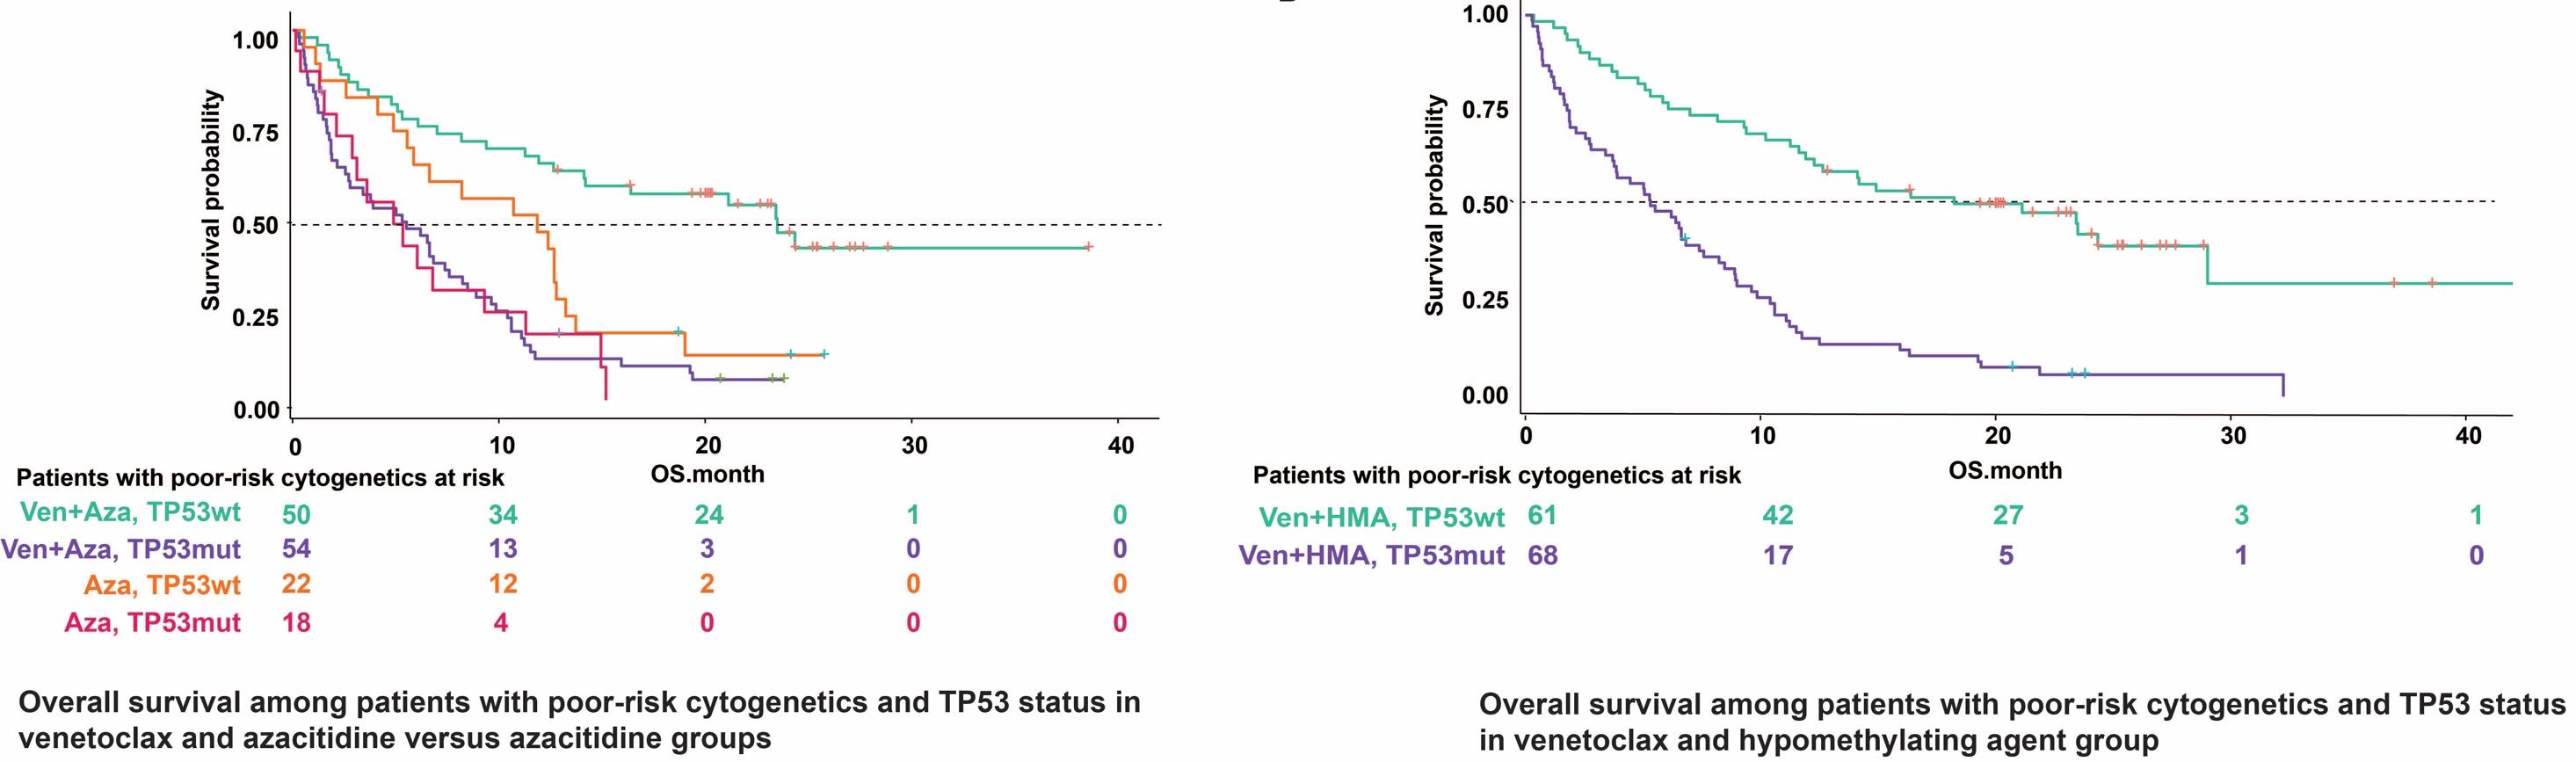 1.00
0.75
0.50
0.25
0.00
Survival probability
0 10 20 30 40
OS.month
Patients with poor-risk cytogenetics at risk
Ven+Aza, TP53wt 50 34 24 1 0
Ven+Aza, TP53mut 54 13 3 0 0
Aza, TP53wt 22 12 2 0 0
Aza, TP53mut 18 4 0 0 0
Overall survival among patients with poor-risk cytogenetics and TP53 status in
venetoclax and azacitidine versus azacitidine groups
1.00
0.75
0.50
0.25
0.00
Survival probability
0 10 20 30 40
OS.month
Patients with poor-risk cytogenetics at risk
Ven+HMA, TP53wt 61 42 27 3 1
Ven+HMA, TP53mut 68 17 5 1 0
Overall survival among patients with poor-risk cytogenetics and TP53 status
in venetoclax and hypomethylating agent group